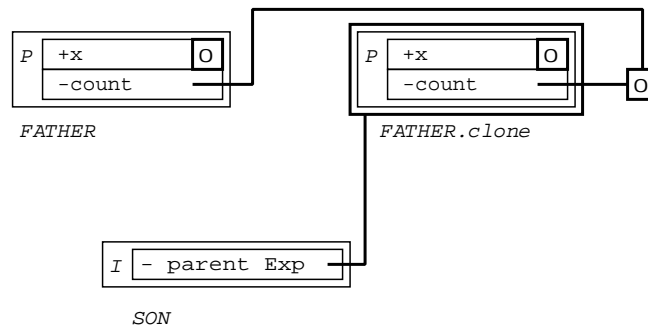 P +x O P +x O
-count -count O
FATHER FATHER.clone
I - parent Exp
SON